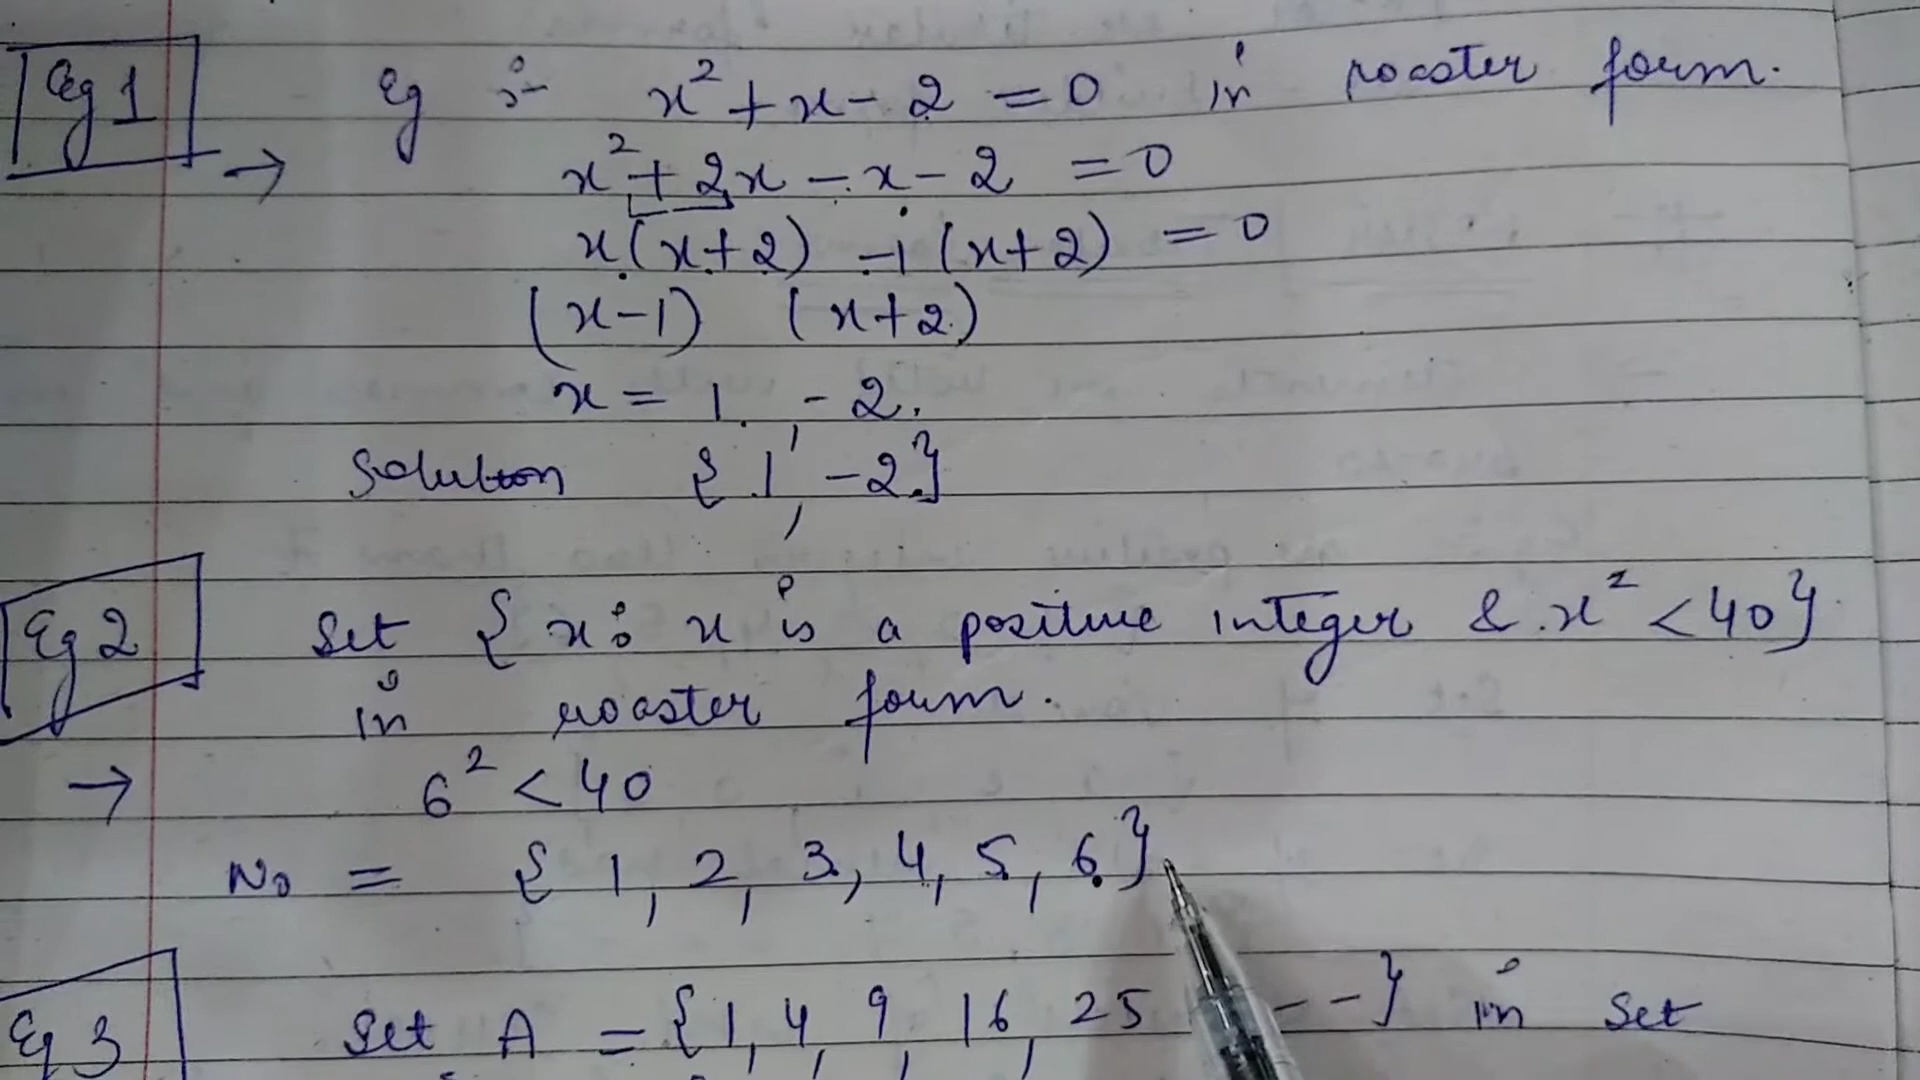 Eg 1
Eg :- x² + x - 2 = 0 in roaster form.
→ x² + 2x - x - 2 = 0
x(x+2) -1(x+2) = 0
(x-1) (x+2)
x = 1, -2.
Solution {1, -2}
Eg 2
Set {x : x is a positive integer & x² < 40}
in roaster form.
→ 6² < 40
No = {1, 2, 3, 4, 5, 6}
Eg 3
Set A = {1, 4, 9, 16, 25 --} in Set